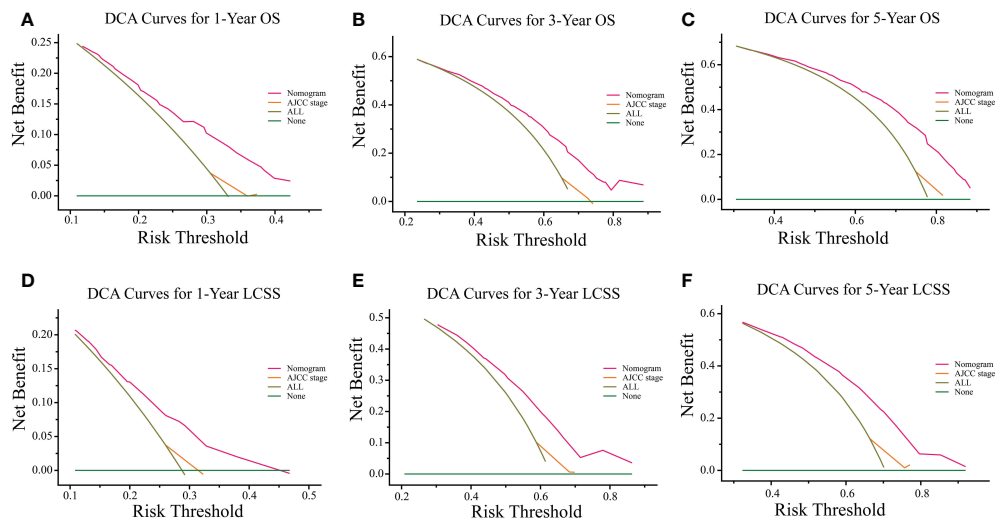 A
DCA Curves for 1-Year OS
Net Benefit
0.25
0.20
0.15
0.10
0.05
0.00
0.1
0.2
0.3
0.4
Risk Threshold
Nomogram
AJCC stage
ALL
None
B
DCA Curves for 3-Year OS
Net Benefit
0.6
0.4
0.2
0.0
0.2
0.4
0.6
0.8
Risk Threshold
Nomogram
AJCC stage
ALL
None
C
DCA Curves for 5-Year OS
Net Benefit
0.6
0.4
0.2
0.0
0.4
0.6
0.8
Risk Threshold
Nomogram
AJCC stage
ALL
None
D
DCA Curves for 1-Year LCSS
Net Benefit
0.20
0.15
0.10
0.05
0.00
0.1
0.2
0.3
0.4
0.5
Risk Threshold
Nomogram
AJCC stage
ALL
None
E
DCA Curves for 3-Year LCSS
Net Benefit
0.5
0.4
0.3
0.2
0.1
0.0
0.2
0.4
0.6
0.8
Risk Threshold
Nomogram
AJCC stage
ALL
None
F
DCA Curves for 5-Year LCSS
Net Benefit
0.6
0.4
0.2
0.0
0.4
0.6
0.8
Risk Threshold
Nomogram
AJCC stage
ALL
None